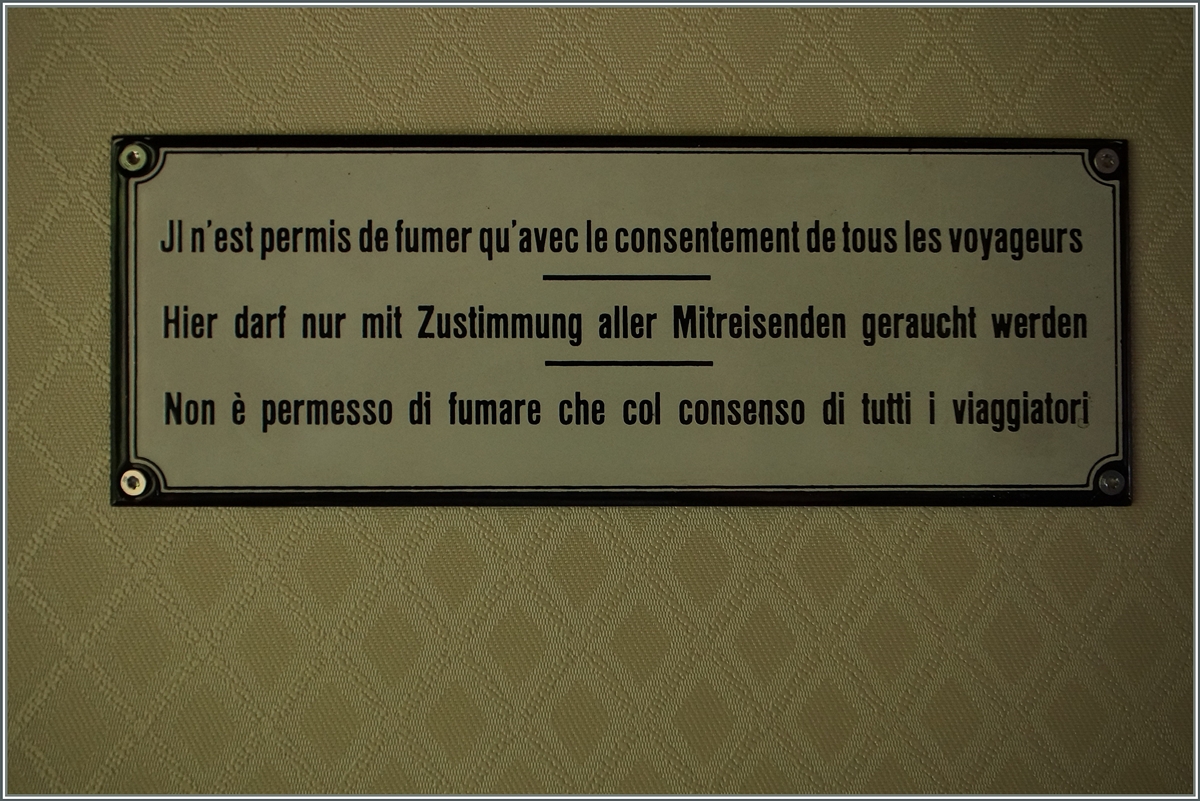 JI n'est permis de fumer qu'avec le consentement de tous les voyageurs
Hier darf nur mit Zustimmung aller Mitreisenden geraucht werden
Non è permesso di fumare che col consenso di tutti i viaggiatori